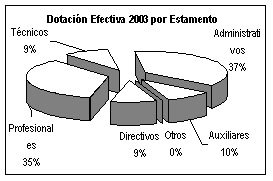 Dotación Efectiva 2003 por Estamento
Técnicos
9%
Administrati
vos
37%
Profesional
es
35%
Directivos
9%
Otros
0%
Auxiliares
10%